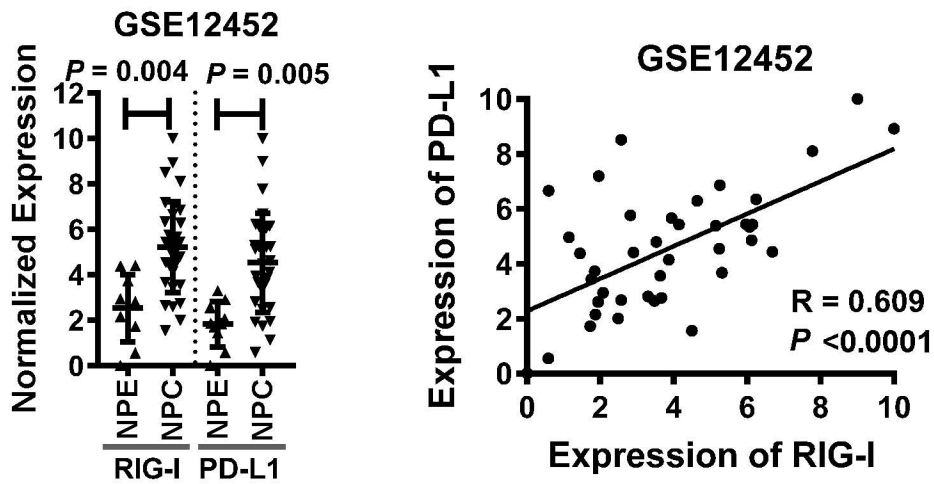 GSE12452
P = 0.004
P = 0.005
Normalized Expression
12
10
8
6
4
2
0
NPE
NPC
NPE
NPC
RIG-I
PD-L1
GSE12452
Expression of PD-L1
10
8
6
4
2
0
R = 0.609
P <0.0001
0 2 4 6 8 10
Expression of RIG-I